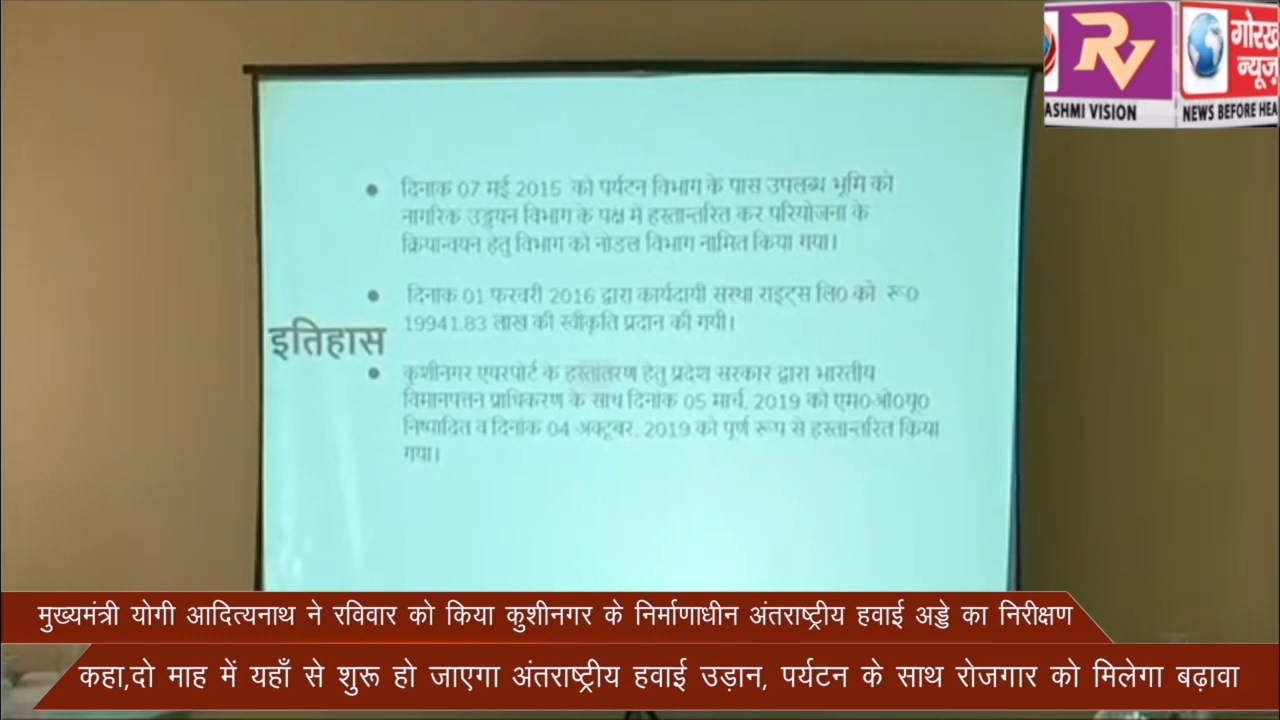 RV
ASHMI VISION
गोरख
न्यूज़
NEWS BEFORE HEA
दिनांक 07 मई 2015 को पर्यटन विभाग के पास उपलब्ध भूमि को
नागरिक उड्डयन विभाग के पक्ष में हस्तान्तरित कर परियोजना के
क्रियान्वयन हेतु विभाग को नोडल विभाग नामित किया गया।
दिनांक 01 फरवरी 2016 द्वारा कार्यदायी संस्था राइट्स लि0 को रू0
19941.83 लाख की स्वीकृति प्रदान की गयी।
इतिहास
कुशीनगर एयरपोर्ट के हस्तांतरण हेतु प्रदेश सरकार द्वारा भारतीय
विमानपत्तन प्राधिकरण के साथ दिनांक 05 मार्च, 2019 को एम0ओ0यू0
निष्पादित व दिनांक 04 अक्टूबर, 2019 को पूर्ण रूप से हस्तान्तरित किया
गया।
मुख्यमंत्री योगी आदित्यनाथ ने रविवार को किया कुशीनगर के निर्माणाधीन अंतराष्ट्रीय हवाई अड्डे का निरीक्षण
कहा,दो माह में यहाँ से शुरू हो जाएगा अंतराष्ट्रीय हवाई उड़ान, पर्यटन के साथ रोजगार को मिलेगा बढ़ावा